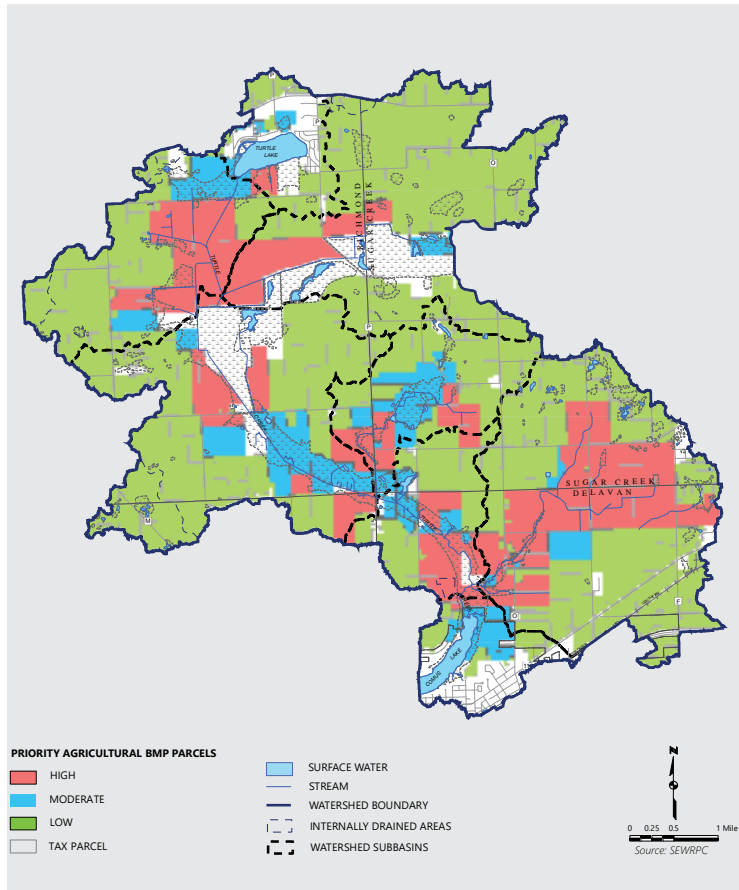 P
P
TURTLE
LAKE
O
RICHMOND
SUGAR CREEK
TURTLE
P
CREEK
SUGAR CREEK
DELAVAN
M
F
O
COMUS
LAKE
PRIORITY AGRICULTURAL BMP PARCELS
HIGH
MODERATE
LOW
TAX PARCEL
SURFACE WATER
STREAM
WATERSHED BOUNDARY
INTERNALLY DRAINED AREAS
WATERSHED SUBBASINS
N
0 0.25 0.5 1 Mile
Source: SEWRPC